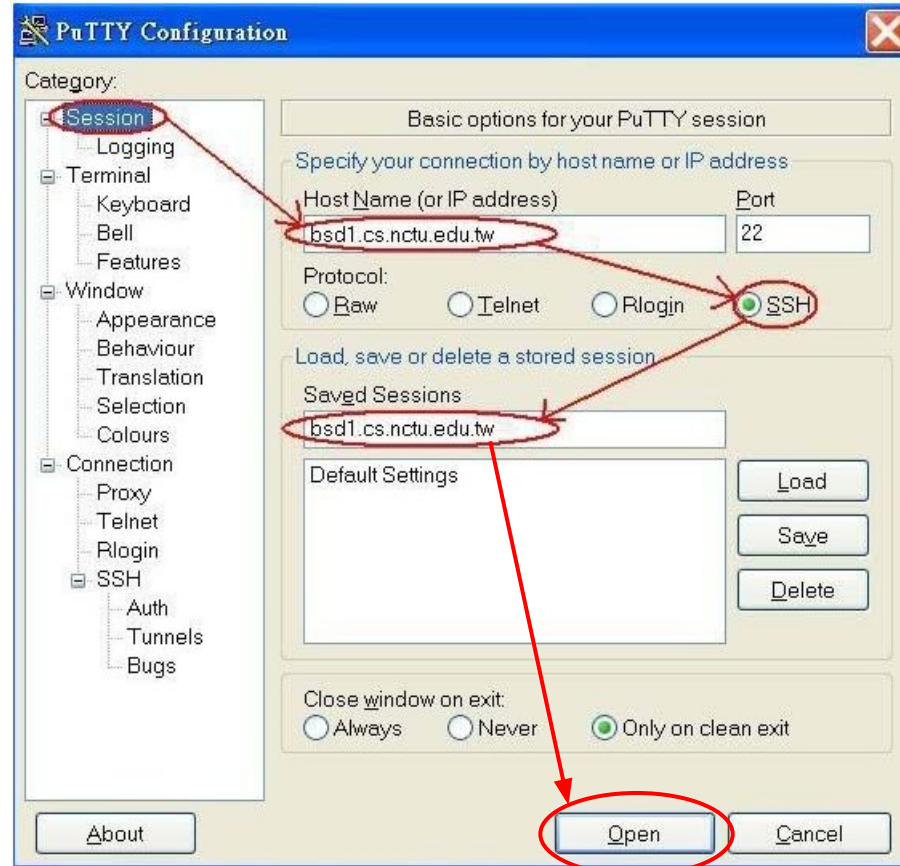 PuTTY Configuration
Category:
Session
Logging
Terminal
Keyboard
Bell
Features
Window
Appearance
Behaviour
Translation
Selection
Colours
Connection
Proxy
Telnet
Rlogin
SSH
Auth
Tunnels
Bugs
Basic options for your PuTTY session
Specify your connection by host name or IP address
Host Name (or IP address) Port
bsd1.cs.nctu.edu.tw 22
Protocol:
Raw Telnet Rlogin SSH
Load, save or delete a stored session
Saved Sessions
bsd1.cs.nctu.edu.tw
Default Settings
Load
Save
Delete
Close window on exit:
Always Never Only on clean exit
About Open Cancel